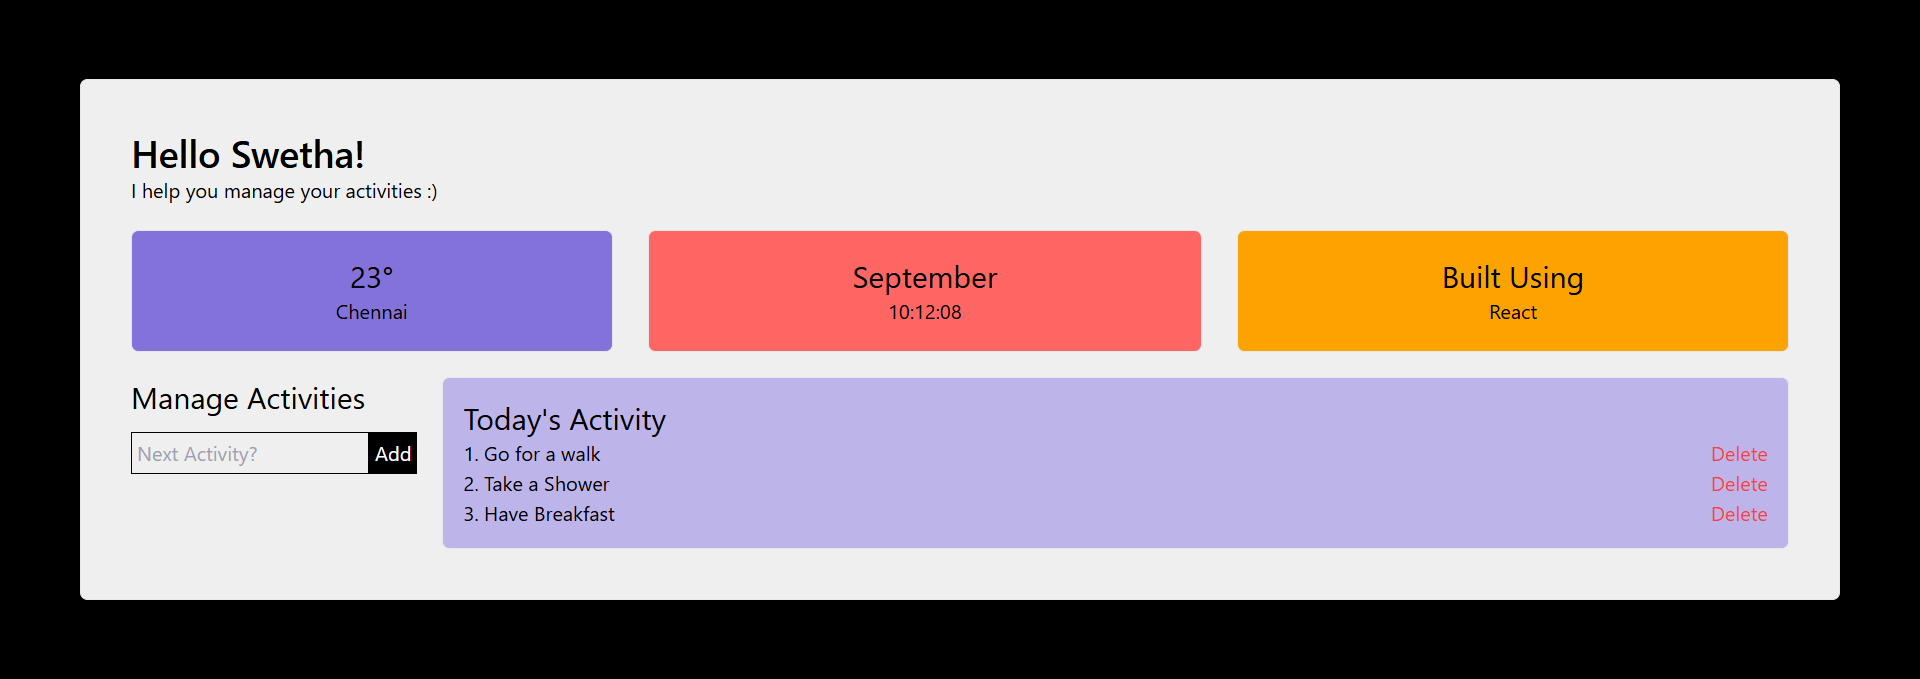 Hello Swetha!
I help you manage your activities :)
23°
Chennai
September
10:12:08
Built Using
React
Manage Activities
Next Activity?
Add
Today's Activity
1. Go for a walk
Delete
2. Take a Shower
Delete
3. Have Breakfast
Delete